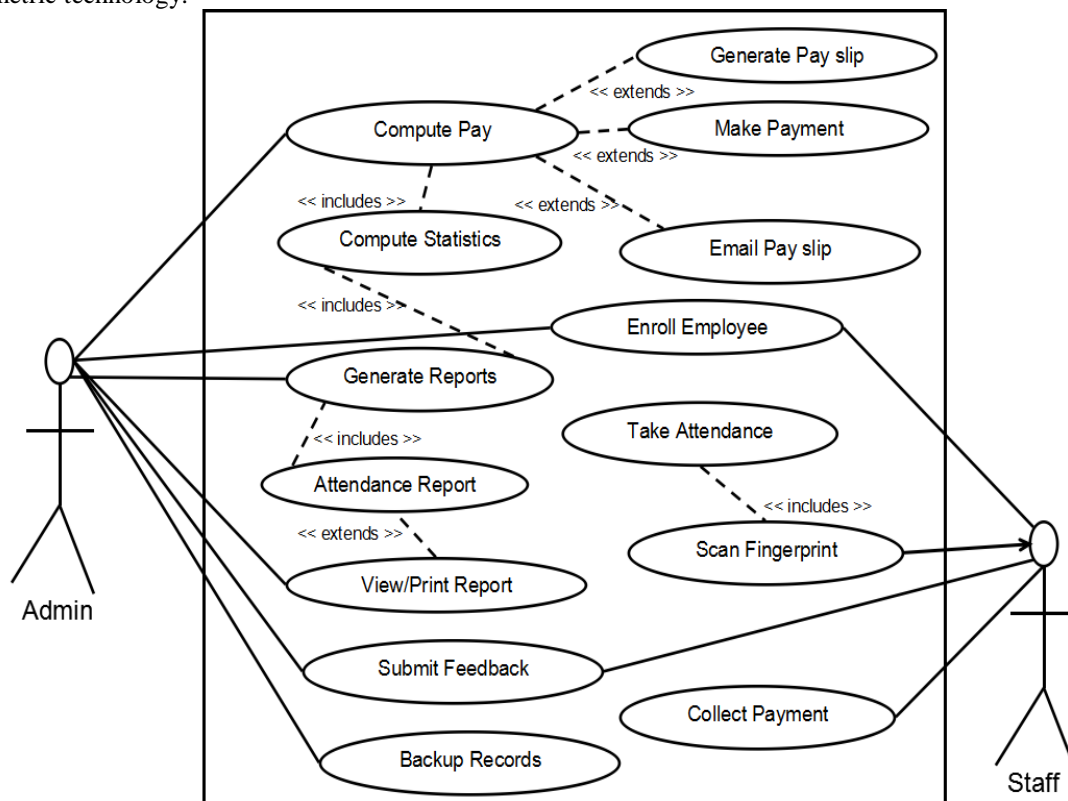 metric technology.
Generate Pay slip
<< extends >>
Compute Pay
Make Payment
<< extends >>
<< includes >>
<< extends >>
Compute Statistics
Email Pay slip
<< includes >>
Enroll Employee
Generate Reports
Take Attendance
<< includes >>
Attendance Report
<< includes >>
<< extends >>
Scan Fingerprint
View/Print Report
Admin
Submit Feedback
Collect Payment
Backup Records
Staff